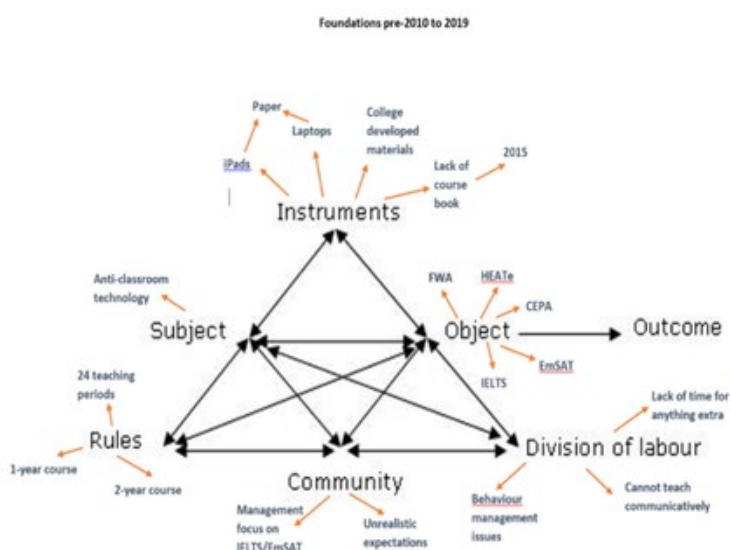 Foundations pre-2010 to 2019
Paper
Laptops
iPads
College
developed
materials
Lack of
course
book
2015
Instruments
Anti-classroom
technology
Subject
FWA
HEATe
CEPA
Object
EmSAT
IELTS
Outcome
24 teaching
periods
Rules
1-year course
2-year course
Community
Management
focus on
IELTS/EmSAT
Unrealistic
expectations
Lack of time for
anything extra
Division of labour
Behaviour
management
issues
Cannot teach
communicatively